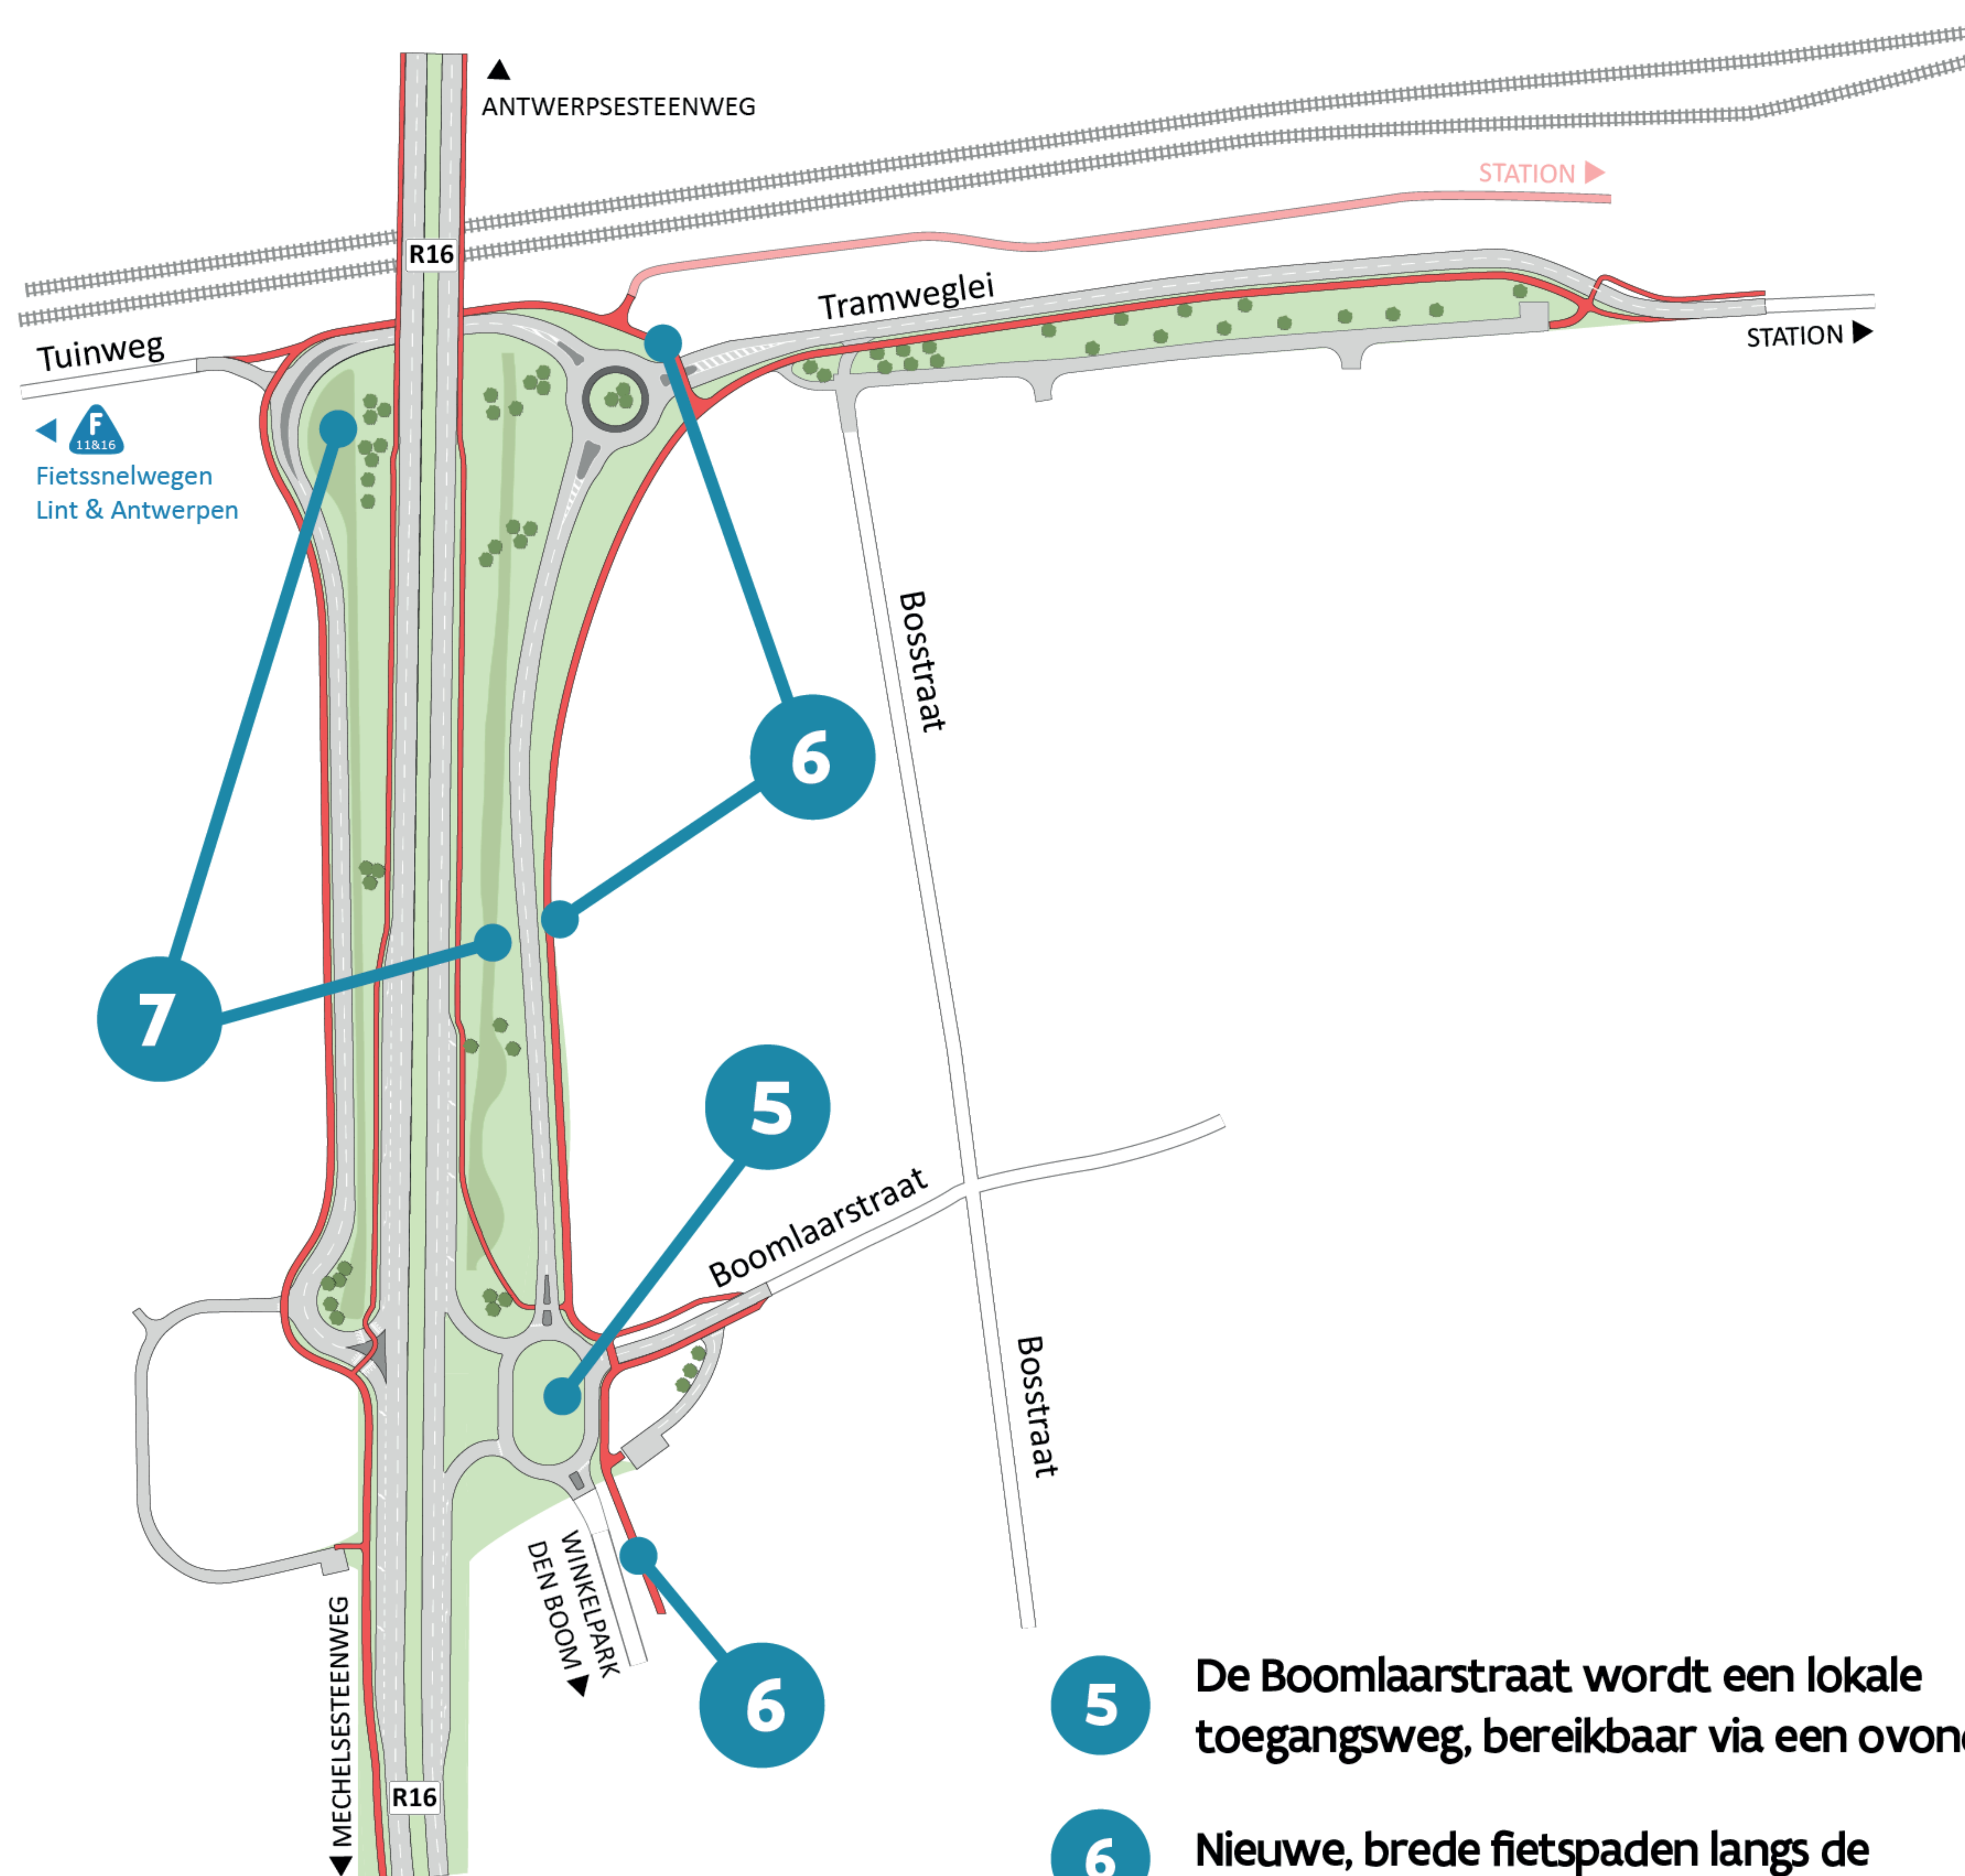 ANTWERPSESTEENWEG
STATION
R16
Tramweglei
Tuinweg
STATION
F
11&16
Fietssnelwegen
Lint & Antwerpen
Bosstraat
6
7
5
Boomlaarstraat
Bosstraat
WINKELPARK
DEN BOOM
MECHELSESTEENWEG
6
R16
5
De Boomlaarstraat wordt een lokale
toegangsweg, bereikbaar via een
6
Nieuwe, brede fietspaden langs de